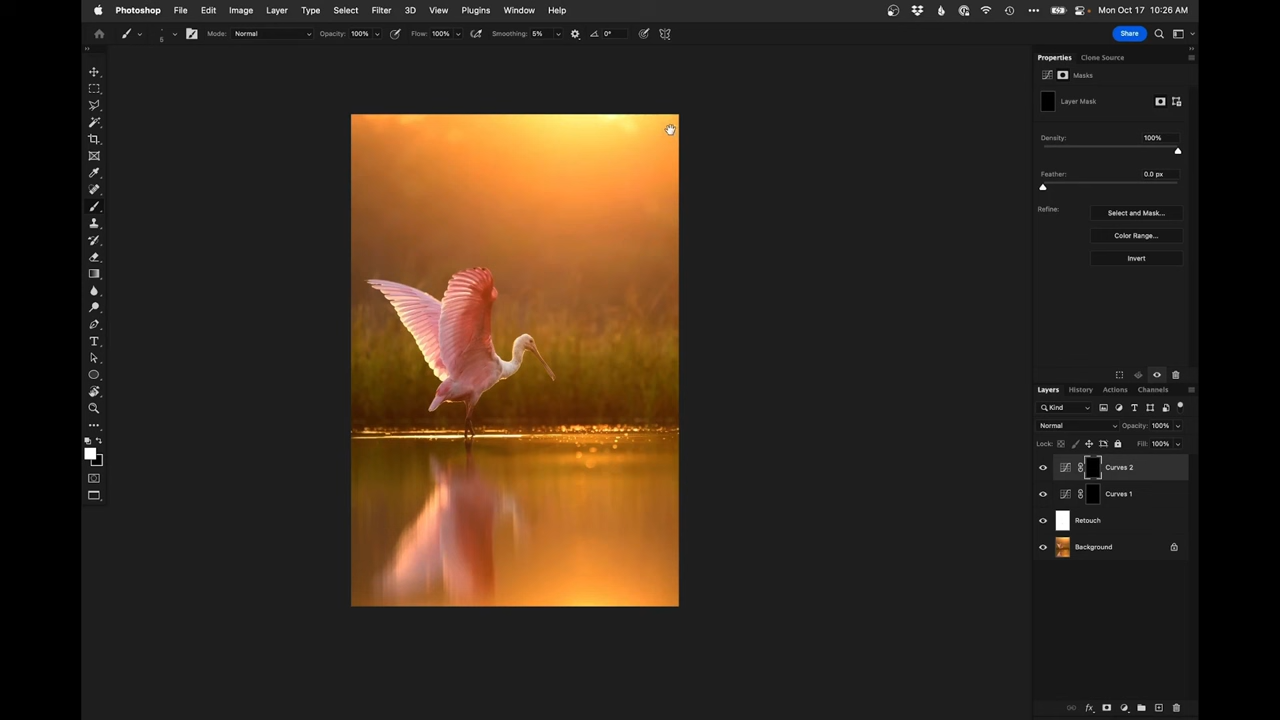 Photoshop File Edit Image Layer Type Select Filter 3D View Plugins Window Help Mon Oct 17 10:26 AM
5 Mode: Normal Opacity: 100% Flow: 100% Smoothing: 5% 0° Share
Properties Clone Source
Masks
Layer Mask
Density: 100%
Feather: 0.0 px
Refine: Select and Mask...
Color Range...
Invert
Layers History Actions Channels
Kind
Normal Opacity: 100%
Lock: Fill: 100%
Curves 2
Curves 1
Retouch
Background